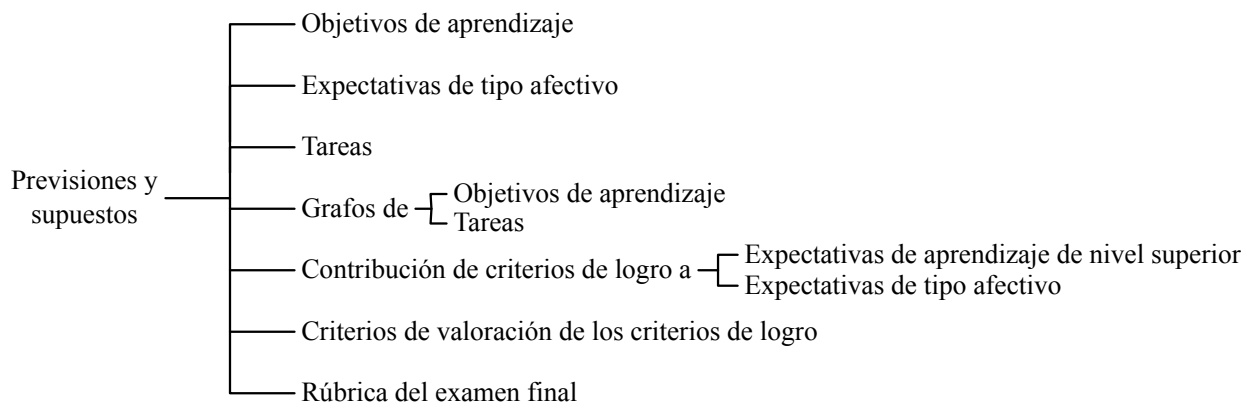 Previsiones y
supuestos
Objetivos de aprendizaje
Expectativas de tipo afectivo
Tareas
Grafos de
Objetivos de aprendizaje
Tareas
Contribución de criterios de logro a
Expectativas de aprendizaje de nivel superior
Expectativas de tipo afectivo
Criterios de valoración de los criterios de logro
Rúbrica del examen final